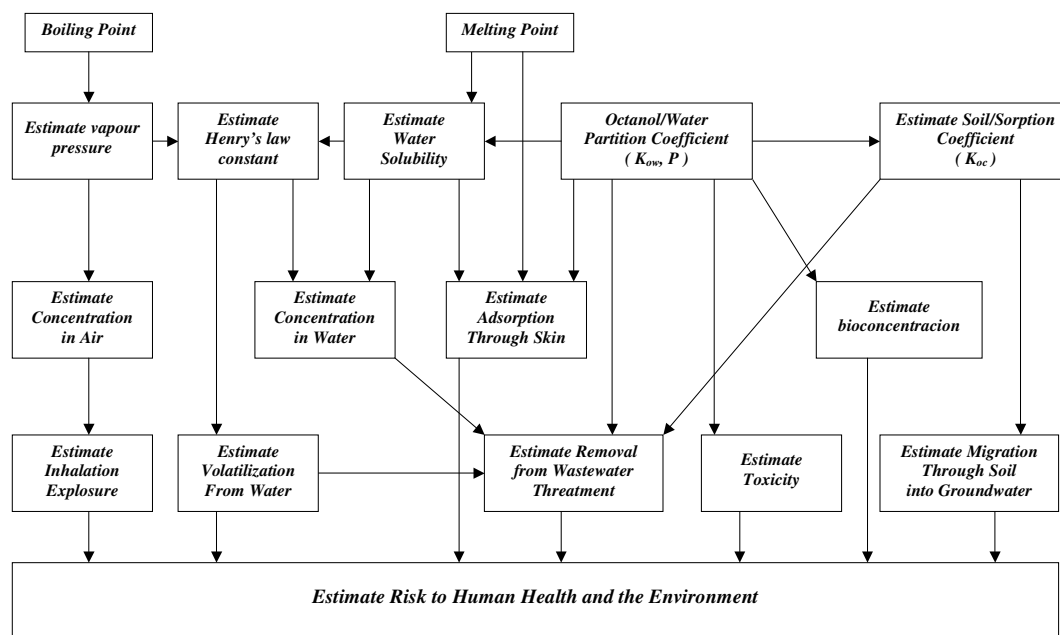 Boiling Point
Melting Point
Estimate vapour
pressure
Estimate
Henry's law
constant
Estimate
Water
Solubility
Octanol/Water
Partition Coefficient
( Kow, P )
Estimate Soil/Sorption
Coefficient
( Koc )
Estimate
Concentration
in Air
Estimate
Concentration
in Water
Estimate
Adsorption
Through Skin
Estimate
bioconcentracion
Estimate
Inhalation
Explosure
Estimate
Volatilization
From Water
Estimate Removal
from Wastewater
Threatment
Estimate
Toxicity
Estimate Migration
Through Soil
into Groundwater
Estimate Risk to Human Health and the Environment